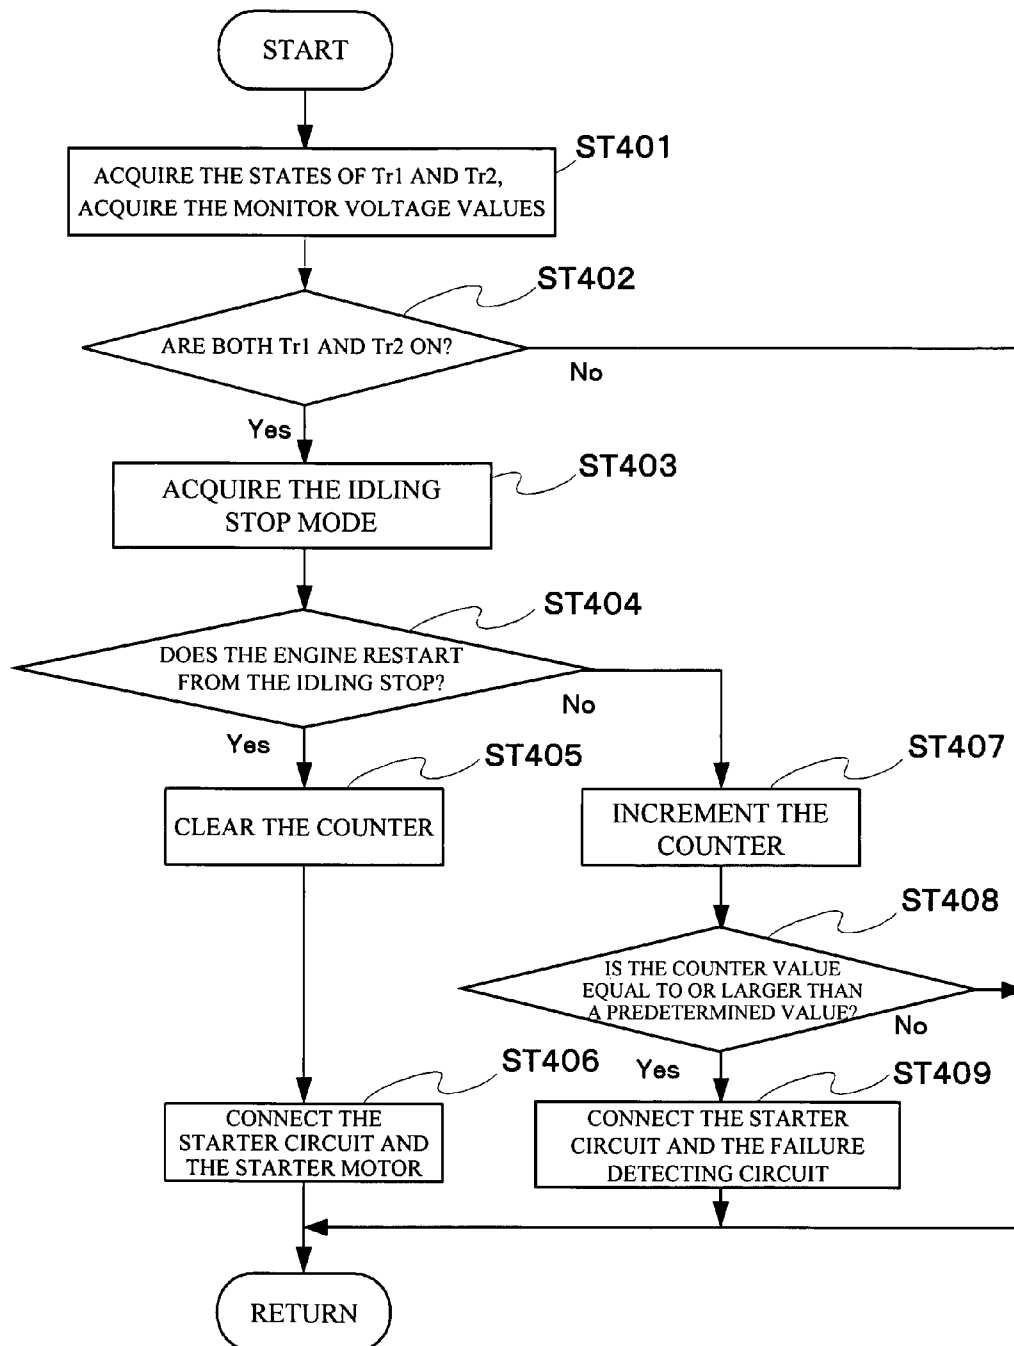 START
ST401
ACQUIRE THE STATES OF Tr1 AND Tr2,
ACQUIRE THE MONITOR VOLTAGE VALUES
ST402
ARE BOTH Tr1 AND Tr2 ON?
No
Yes
ST403
ACQUIRE THE IDLING
STOP MODE
ST404
DOES THE ENGINE RESTART
FROM THE IDLING STOP?
No
Yes
ST405
CLEAR THE COUNTER
ST407
INCREMENT THE
COUNTER
ST408
IS THE COUNTER VALUE
EQUAL TO OR LARGER THAN
A PREDETERMINED VALUE?
No
Yes
ST406
CONNECT THE
STARTER CIRCUIT AND
THE STARTER MOTOR
ST409
CONNECT THE STARTER
CIRCUIT AND THE FAILURE
DETECTING CIRCUIT
RETURN